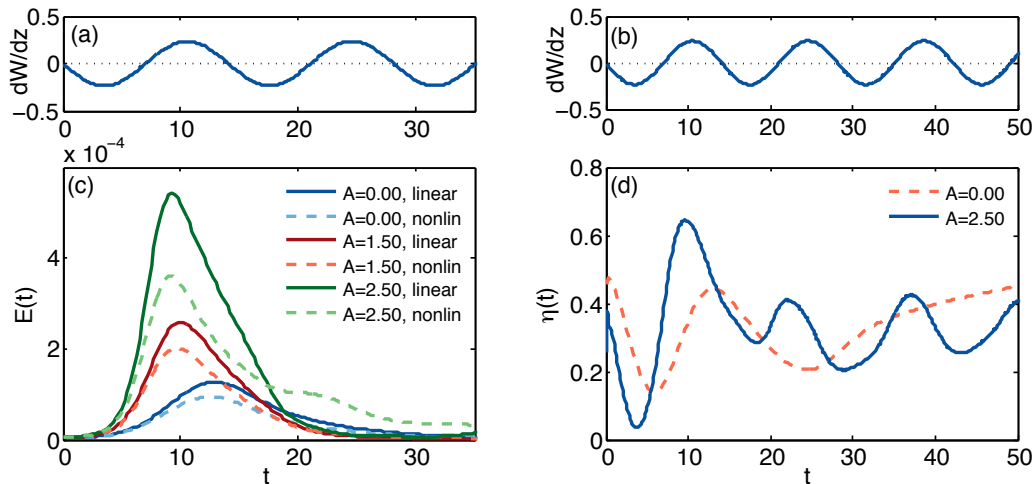 (a)
dW/dz
0.5
0
−0.5
0 10 20 30
(b)
dW/dz
0.5
0
−0.5
0 10 20 30 40 50
x 10⁻⁴
(c)
E(t)
6
4
2
0
0 10 20 30
t
A=0.00, linear
A=0.00, nonlin
A=1.50, linear
A=1.50, nonlin
A=2.50, linear
A=2.50, nonlin
(d)
η(t)
0.8
0.6
0.4
0.2
0
0 10 20 30 40 50
t
A=0.00
A=2.50